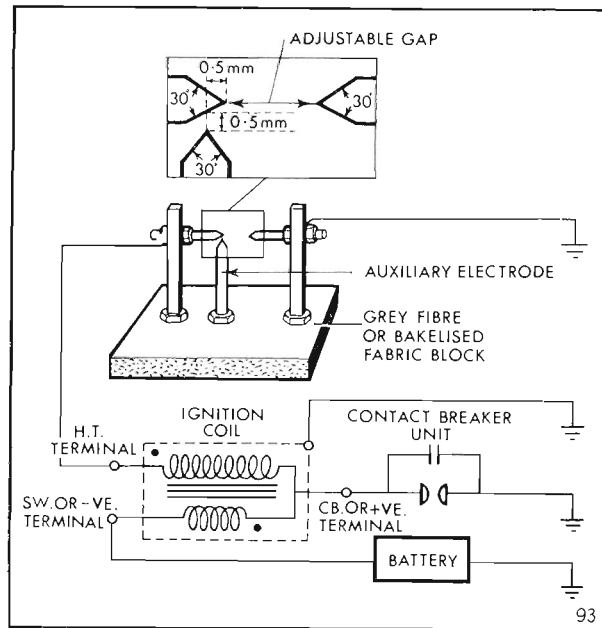 ADJUSTABLE GAP
0·5mm
30°
30°
0·5mm
30°
AUXILIARY ELECTRODE
GREY FIBRE
OR BAKELISED
FABRIC BLOCK
IGNITION
COIL
CONTACT BREAKER
UNIT
H.T.
TERMINAL
SW. OR -VE.
TERMINAL
CB.OR+VE.
TERMINAL
BATTERY
93